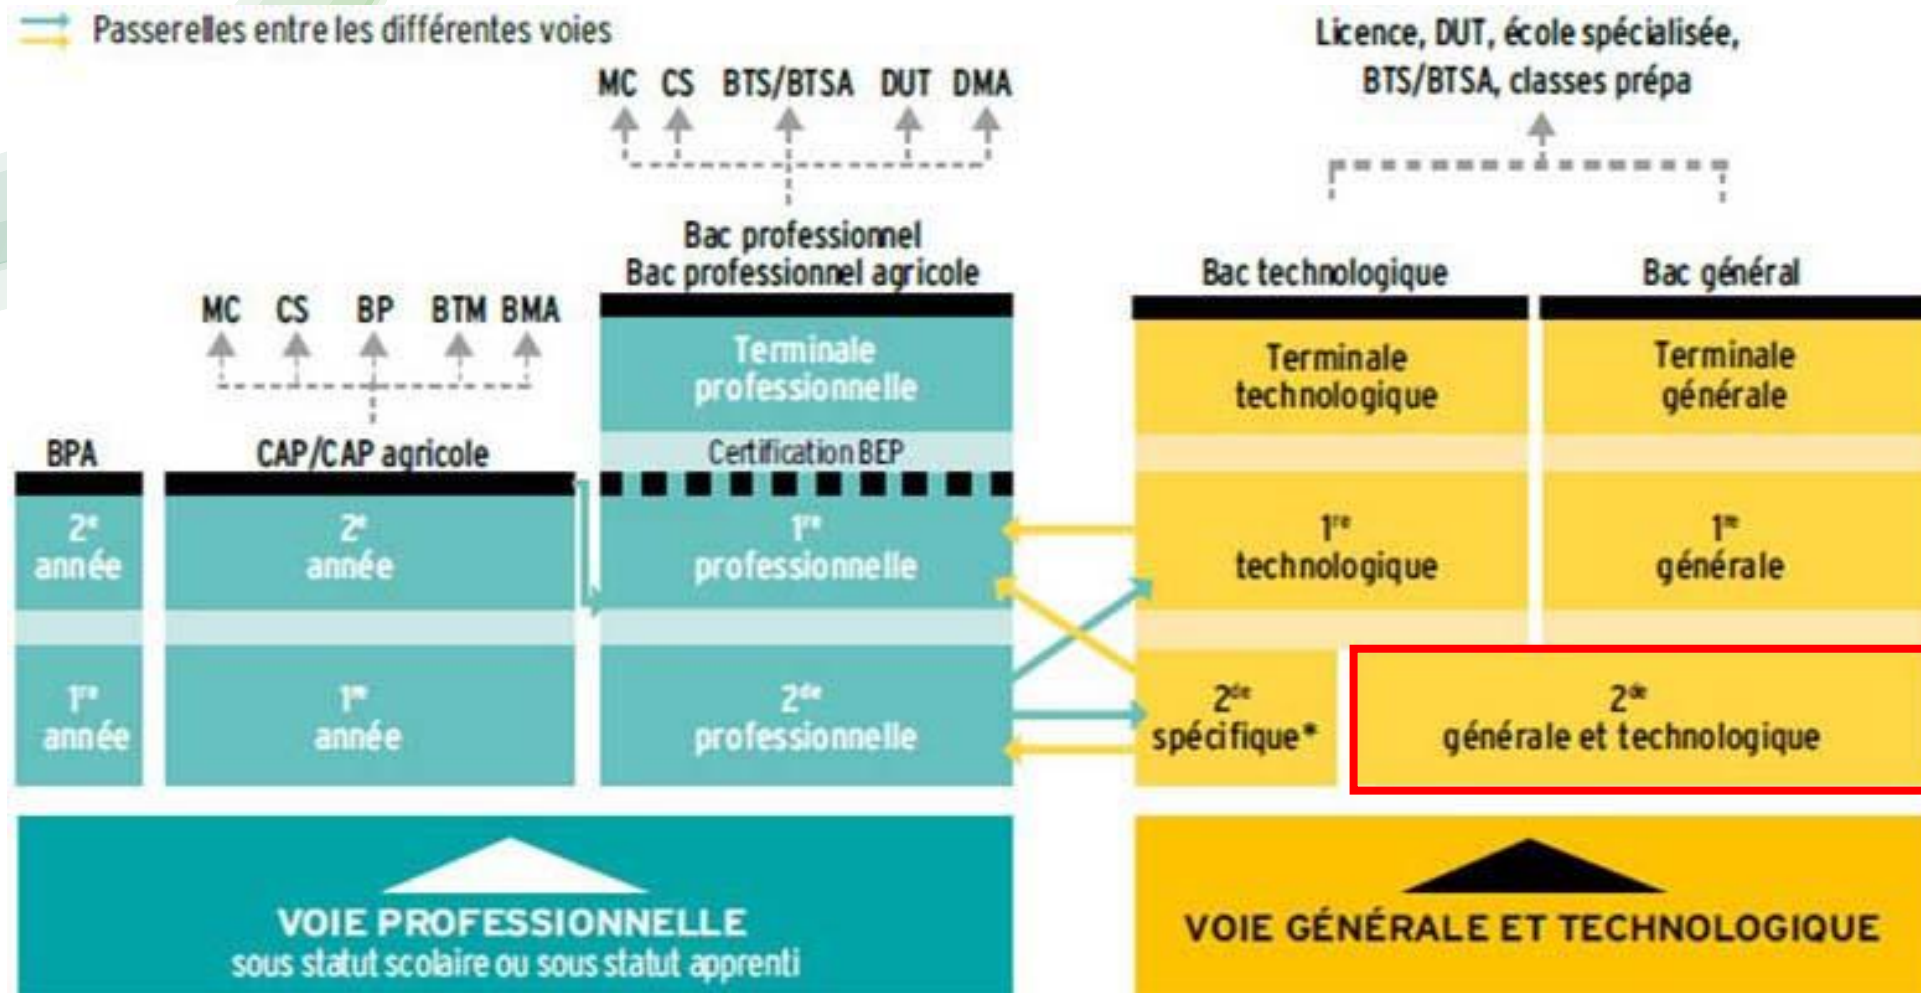 Passerelles entre les différentes voies
Licence, DUT, école spécialisée,
BTS/BTSA, classes prépa
MC CS BTS/BTSA DUT DMA
Bac professionnel
Bac professionnel agricole
Bac technologique
Bac général
MC CS BP BTM BMA
Terminale
professionnelle
Terminale
technologique
Terminale
générale
BPA
CAP/CAP agricole
Certification BEP
2e
année
2e
année
1re
professionnelle
1re
technologique
1re
générale
1re
année
1re
année
2de
professionnelle
2de
spécifique*
2de
générale et technologique
VOIE PROFESSIONNELLE
sous statut scolaire ou sous statut apprenti
VOIE GÉNÉRALE ET TECHNOLOGIQUE